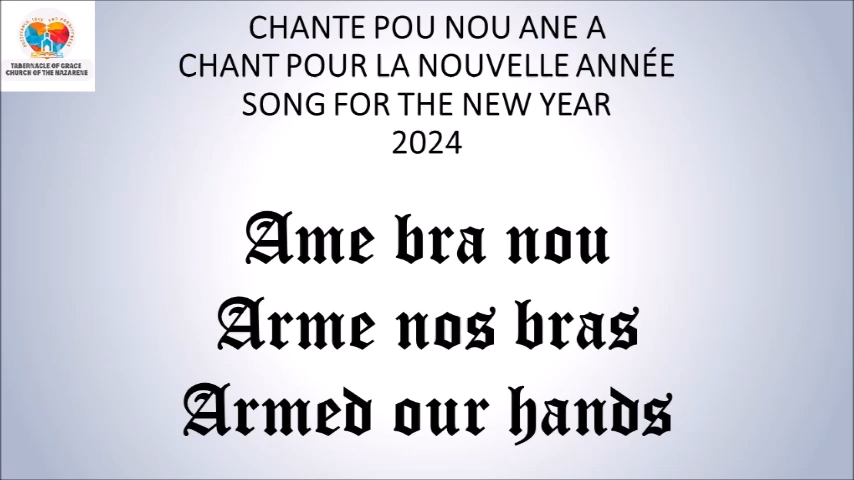 TABERNACLE OF GRACE
CHURCH OF THE NAZARENE
CHANTE POU NOU ANE A
CHANT POUR LA NOUVELLE ANNÉE
SONG FOR THE NEW YEAR
2024
Ame bra nou
Arme nos bras
Armed our hands